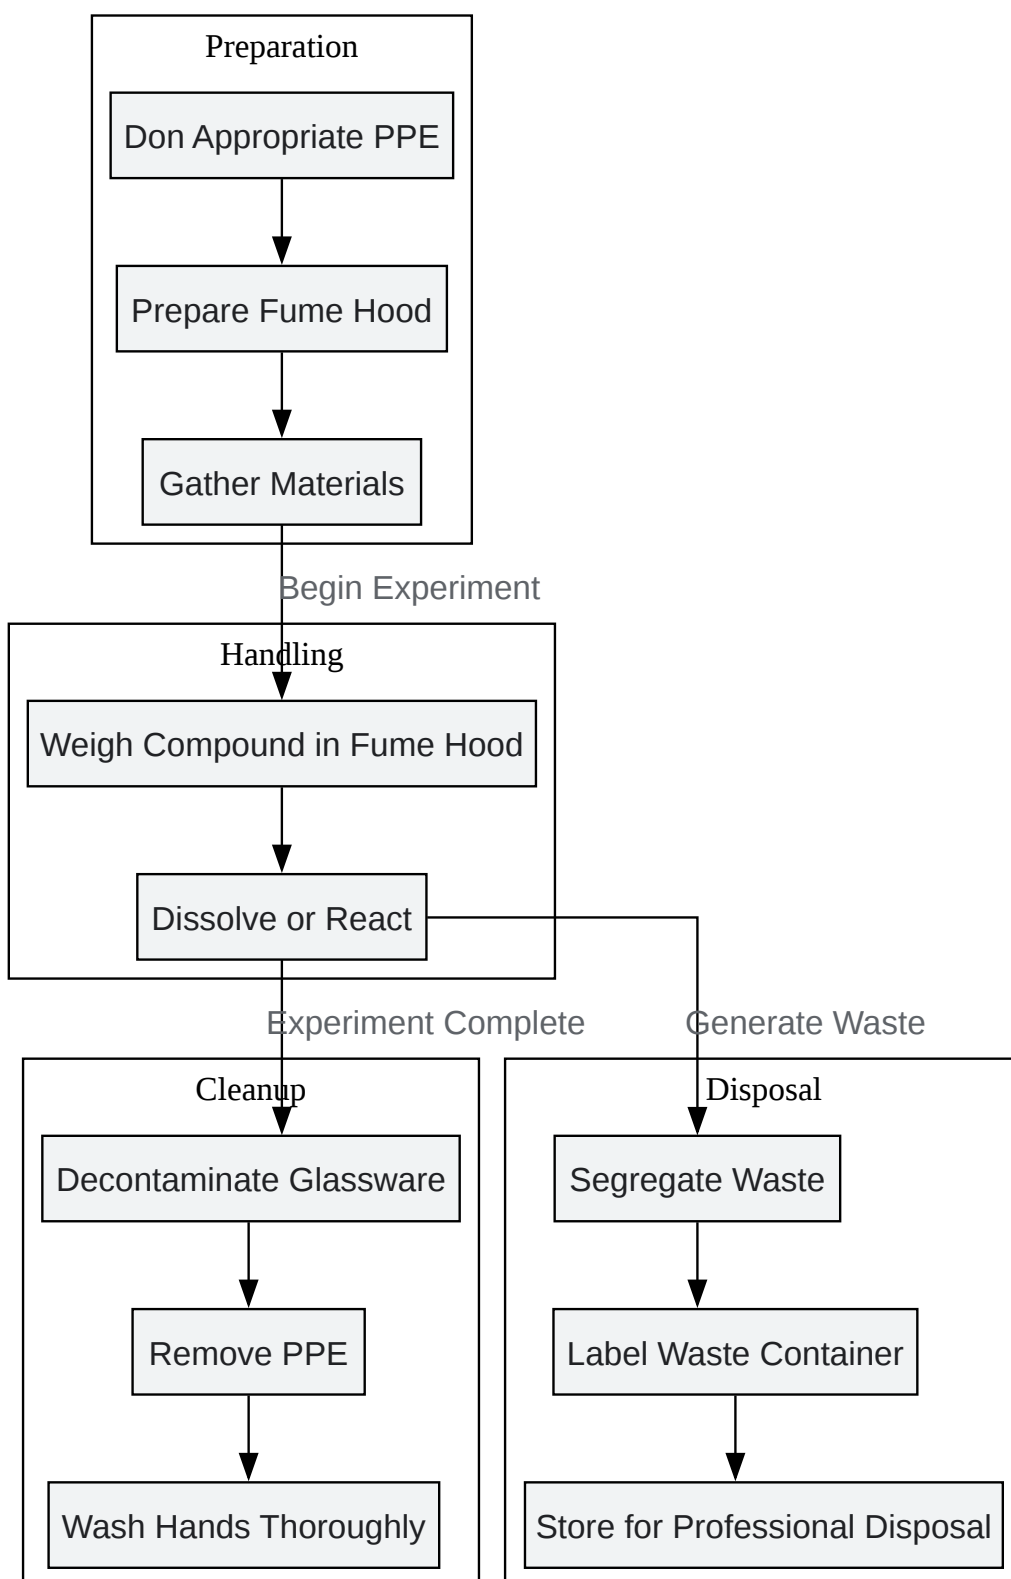 Preparation
Don Appropriate PPE
Prepare Fume Hood
Gather Materials
Begin Experiment
Handling
Weigh Compound in Fume Hood
Dissolve or React
Experiment Complete
Generate Waste
Cleanup
Disposal
Decontaminate Glassware
Segregate Waste
Remove PPE
Label Waste Container
Wash Hands Thoroughly
Store for Professional Disposal